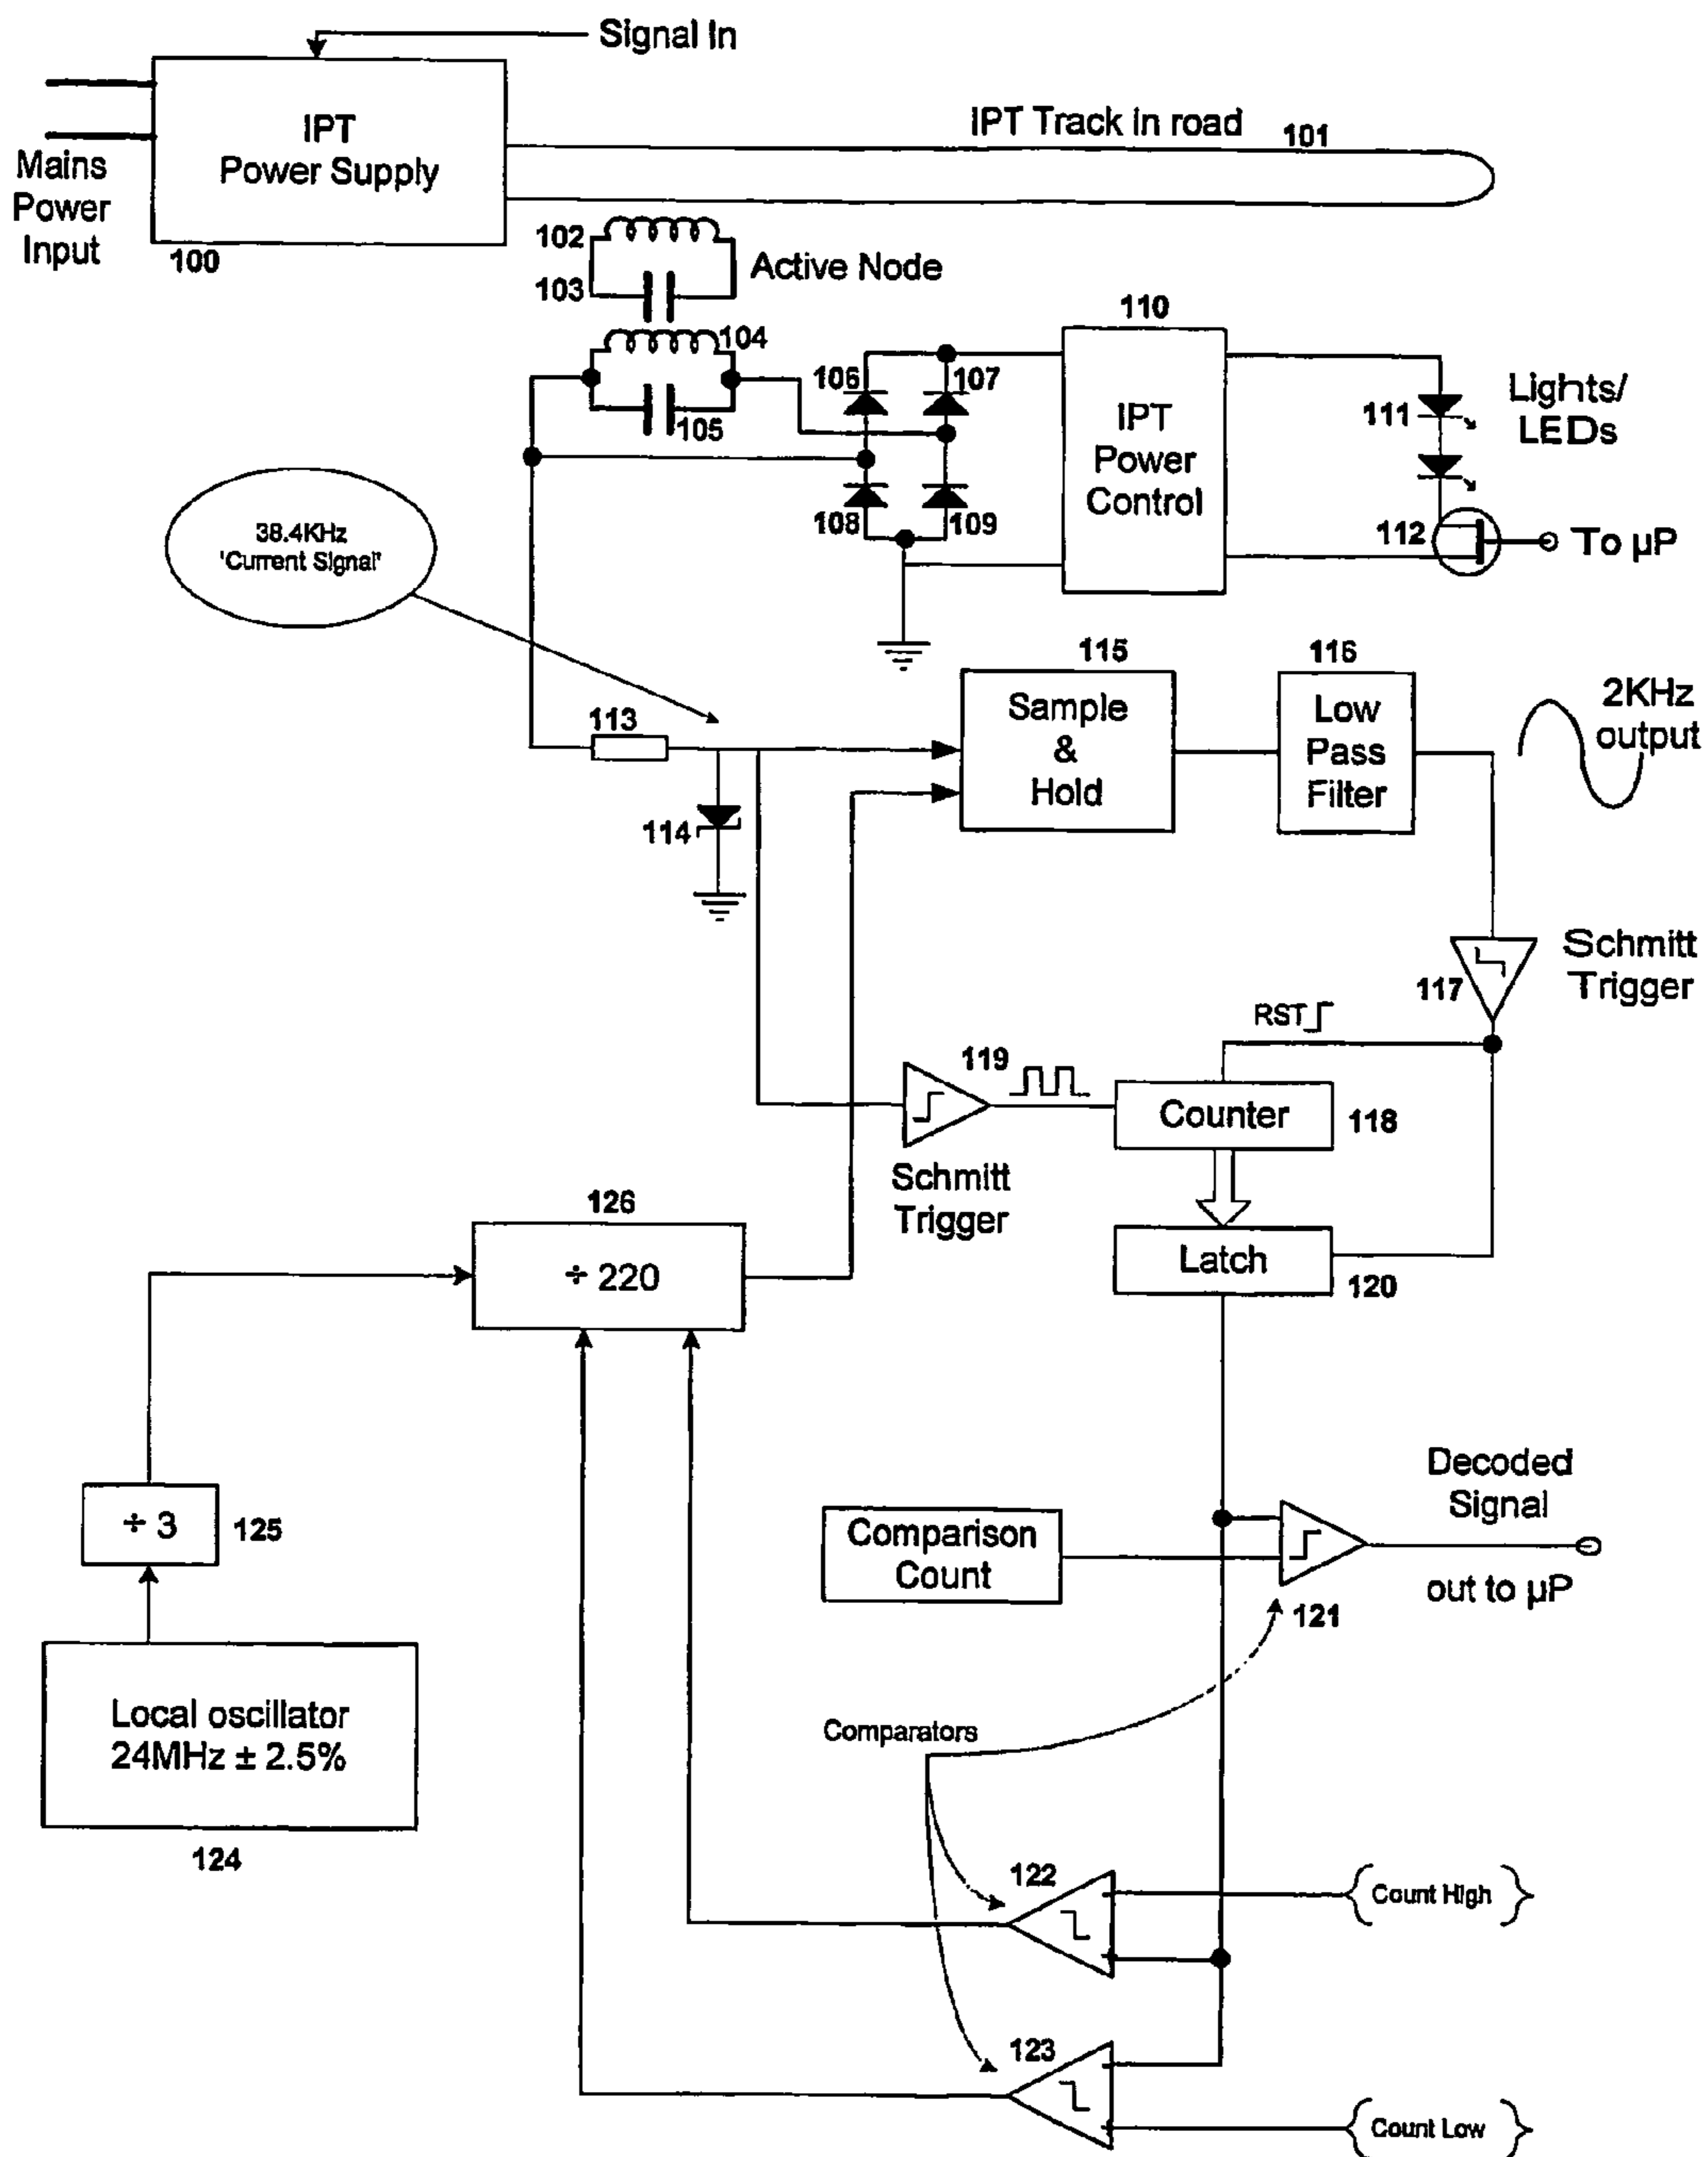 Signal In
IPT
Power Supply
IPT Track in road
101
Mains
Power
Input
100
102
Active Node
103
104
105
106
107
108
109
110
IPT
Power
Control
111
Lights/
LEDs
112
To µP
38.4KHz
'Current Signal'
113
114
115
Sample
&
Hold
116
Low
Pass
Filter
2KHz
output
117
Schmitt
Trigger
RST
119
Schmitt
Trigger
Counter
118
Latch
120
126
÷ 220
÷ 3
125
Local oscillator
24MHz ± 2.5%
124
Comparison
Count
Decoded
Signal
out to µP
121
Comparators
122
{Count High}
123
{Count Low}